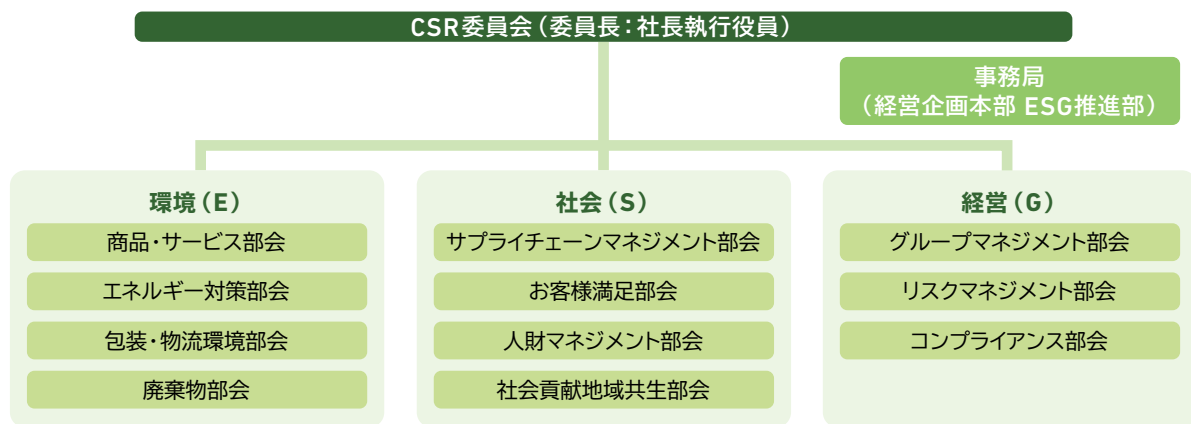 CSR委員会（委員長：社長執行役員）
事務局
（経営企画本部 ESG推進部）
環境（E）
商品・サービス部会
エネルギー対策部会
包装・物流環境部会
廃棄物部会
社会（S）
サプライチェーンマネジメント部会
お客様満足部会
人財マネジメント部会
社会貢献地域共生部会
経営（G）
グループマネジメント部会
リスクマネジメント部会
コンプライアンス部会